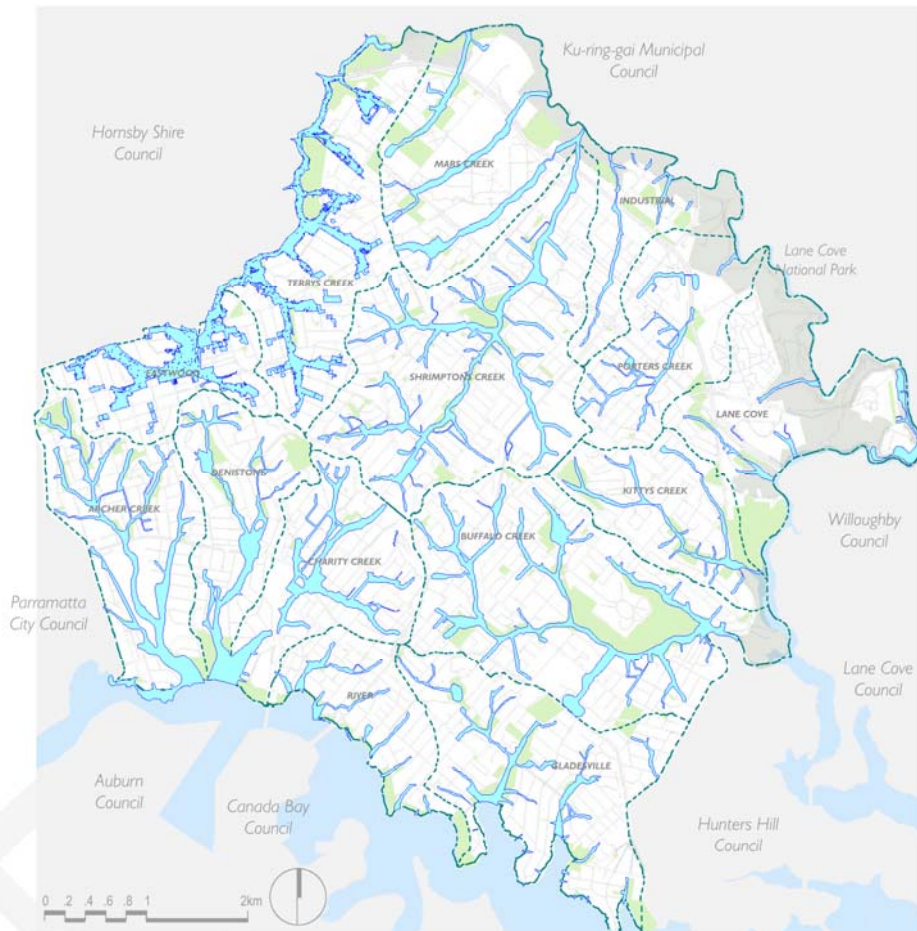 Ku-ring-gai Municipal
Council
Hornsby Shire
Council
MARS CREEK
INDUSTRIAL
Lane Cove
National Park
TERRYS CREEK
EASTWOOD
SHRIMPTONS CREEK
PORTERS CREEK
LANE COVE
DENISTONE
KITTYS CREEK
ARCHER CREEK
BUFFALO CREEK
Willoughby
Council
CHARITY CREEK
Parramatta
City Council
Lane Cove
Council
RIVER
GLADESVILLE
Auburn
Council
Canada Bay
Council
Hunters Hill
Council
0 .2 .4 .6 .8 1 2km